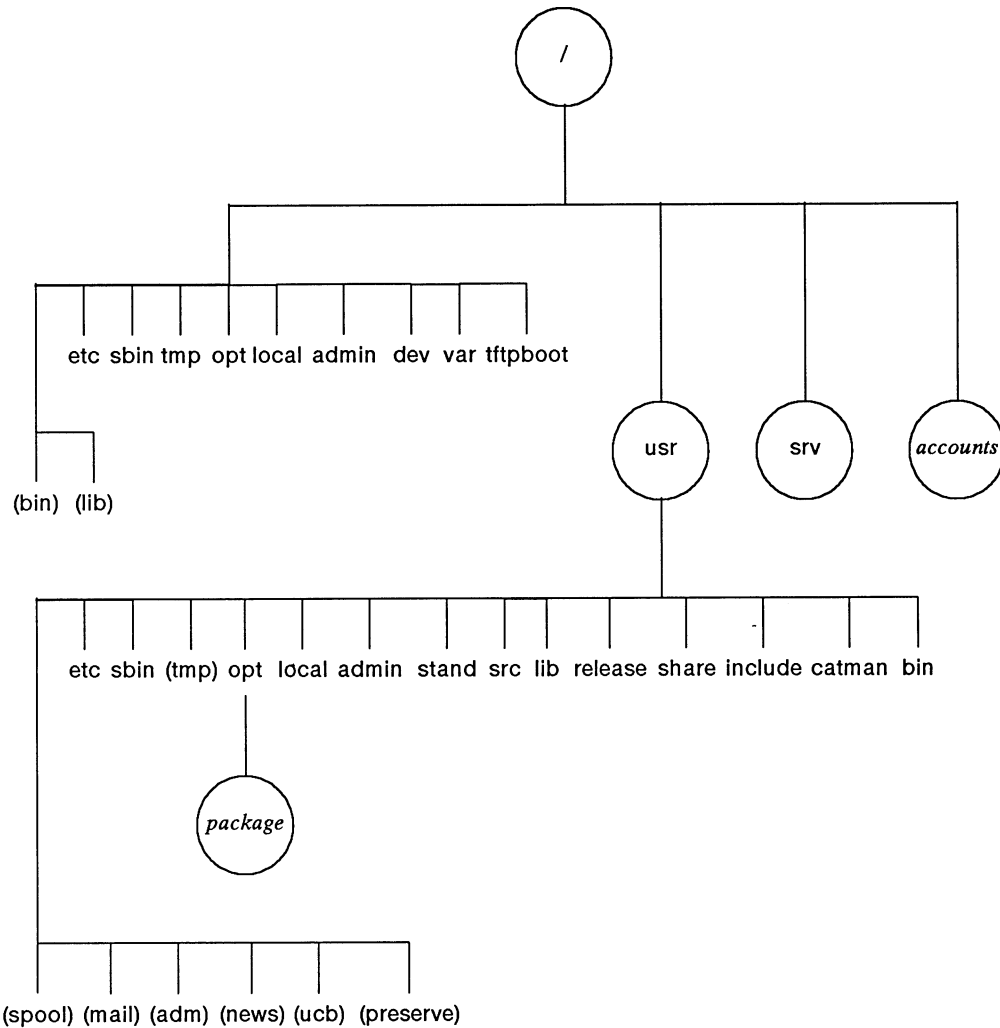 /
etc sbin tmp opt local admin dev var tftpboot
usr srv accounts
(bin) (lib)
etc sbin (tmp) opt local admin stand src lib release share include catman bin
package
(spool) (mail) (adm) (news) (ucb) (preserve)